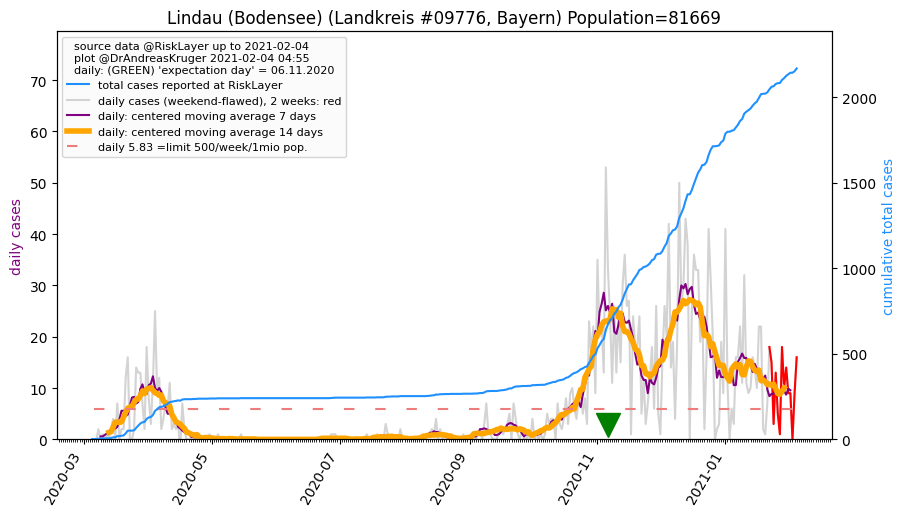 Lindau (Bodensee) (Landkreis #09776, Bayern) Population=81669
source data @RiskLayer up to 2021-02-04
plot @DrAndreasKruger 2021-02-04 04:55
daily: (GREEN) 'expectation day' = 06.11.2020
total cases reported at RiskLayer
daily cases (weekend-flawed), 2 weeks: red
daily: centered moving average 7 days
daily: centered moving average 14 days
daily 5.83 =limit 500/week/1mio pop.
daily cases
70
60
50
40
30
20
10
0
cumulative total cases
2000
1500
1000
500
0
2020-03
2020-05
2020-07
2020-09
2020-11
2021-01